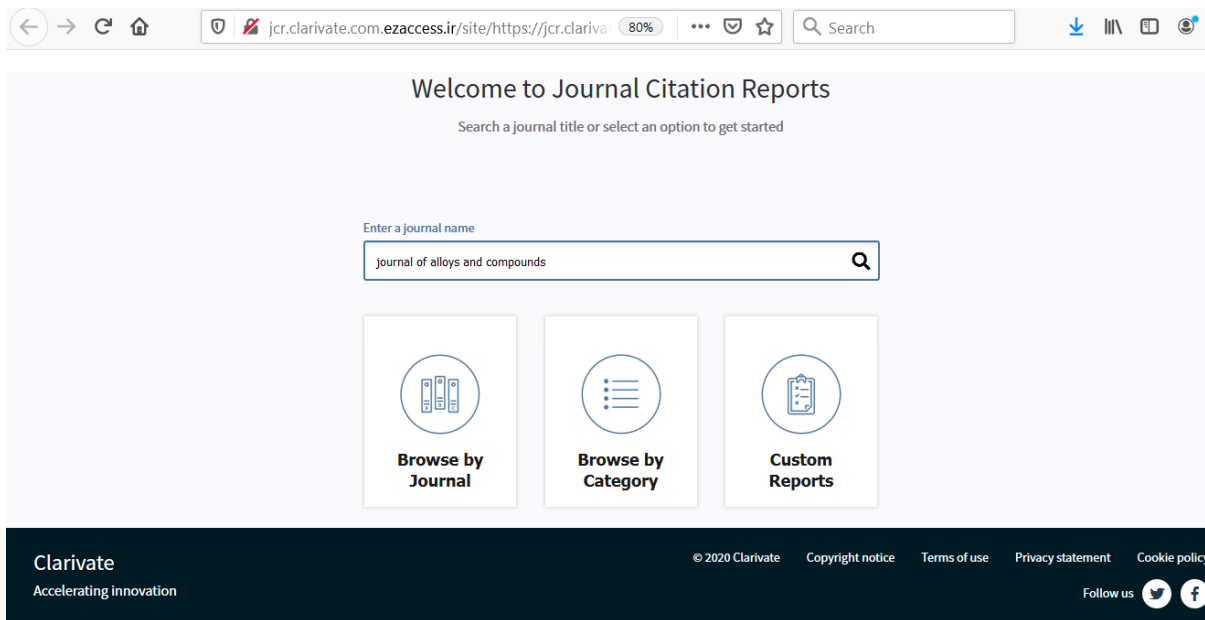 jcr.clarivate.com.ezaccess.ir/site/https://jcr.clariva 80% Search
Welcome to Journal Citation Reports
Search a journal title or select an option to get started
Enter a journal name
journal of alloys and compounds
Browse by Journal
Browse by Category
Custom Reports
Clarivate
© 2020 Clarivate Copyright notice Terms of use Privacy statement Cookie policy
Accelerating innovation
Follow us